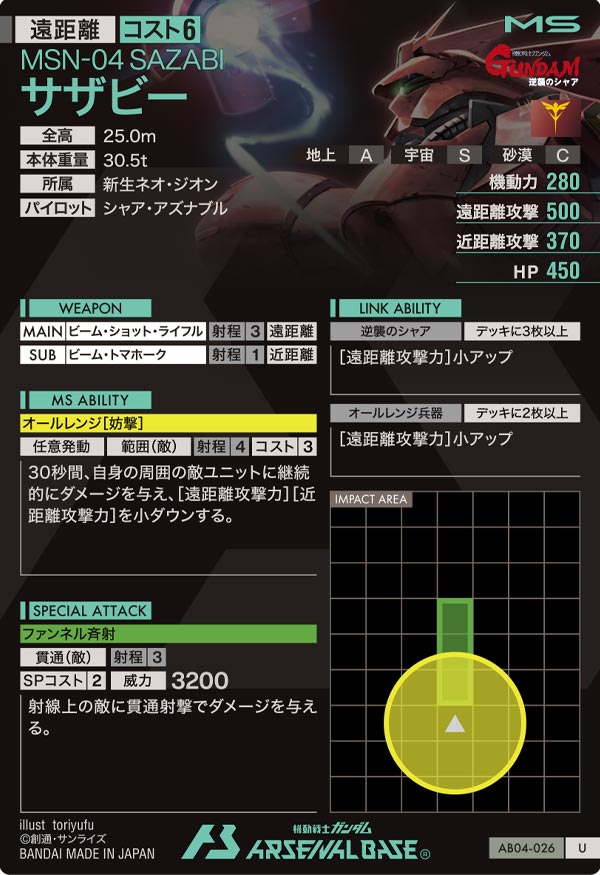 遠距離 コスト6 MS
MSN-04 SAZABI
サザビー
機動戦士ガンダム
GUNDAM
逆襲のシャア
全高 25.0m
本体重量 30.5t
所属 新生ネオ・ジオン
パイロット シャア・アズナブル
地上 A 宇宙 S 砂漠 C
機動力 280
遠距離攻撃 500
近距離攻撃 370
HP 450
WEAPON
MAIN ビーム・ショット・ライフル 射程 3 遠距離
SUB ビーム・トマホーク 射程 1 近距離
MS ABILITY
オールレンジ[妨撃]
任意発動 範囲(敵) 射程 4 コスト 3
30秒間、自身の周囲の敵ユニットに継続
的にダメージを与え、[遠距離攻撃力][近
距離攻撃力]を小ダウンする。
SPECIAL ATTACK
ファンネル斉射
貫通(敵) 射程 3
SPコスト 2 威力 3200
射線上の敵に貫通射撃でダメージを与え
る。
LINK ABILITY
逆襲のシャア デッキに3枚以上
[遠距離攻撃力]小アップ
オールレンジ兵器 デッキに2枚以上
[遠距離攻撃力]小アップ
IMPACT AREA
illust toriyufu
©創通・サンライズ
BANDAI MADE IN JAPAN
機動戦士ガンダム
AB ARSENAL BASE®
AB04-026 U